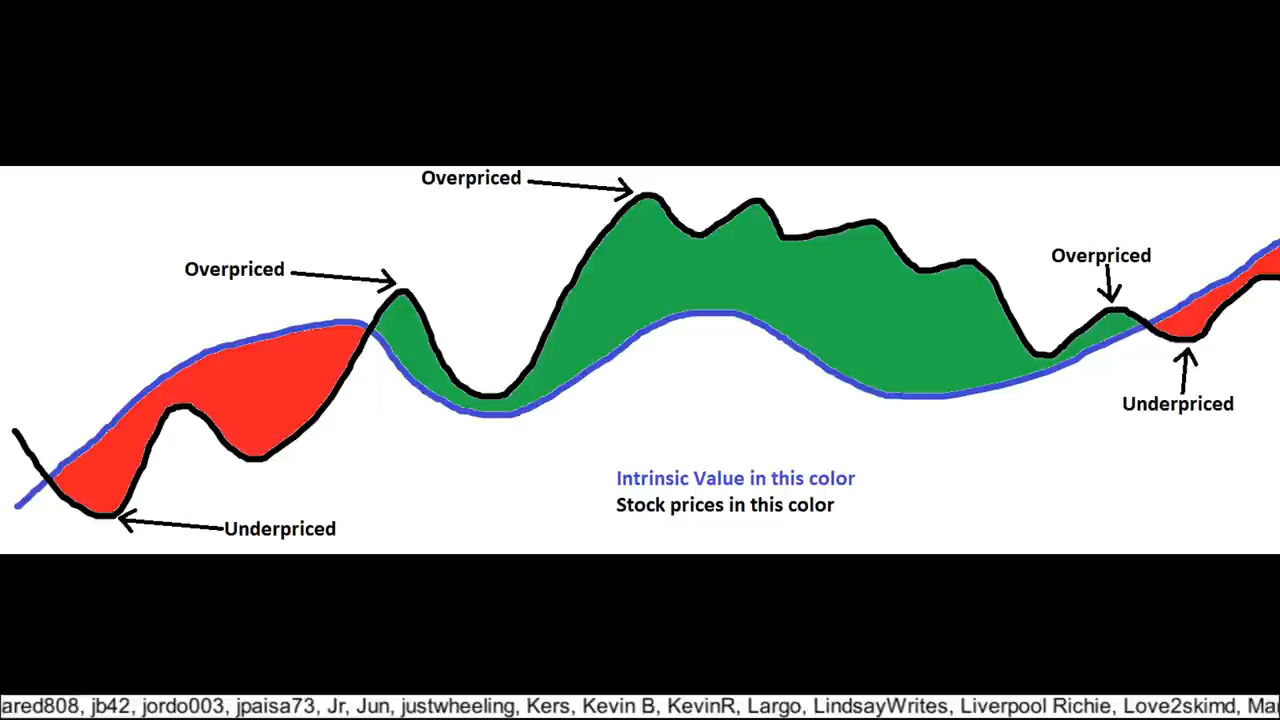 Overpriced
Overpriced
Overpriced
Underpriced
Intrinsic Value in this color
Stock prices in this color
Underpriced
ared808, jb42, jordo003, jpaisa73, Jr, Jun, justwheeling, Kers, Kevin B, KevinR, Largo, LindsayWrites, Liverpool Richie, Love2skimd, Ma